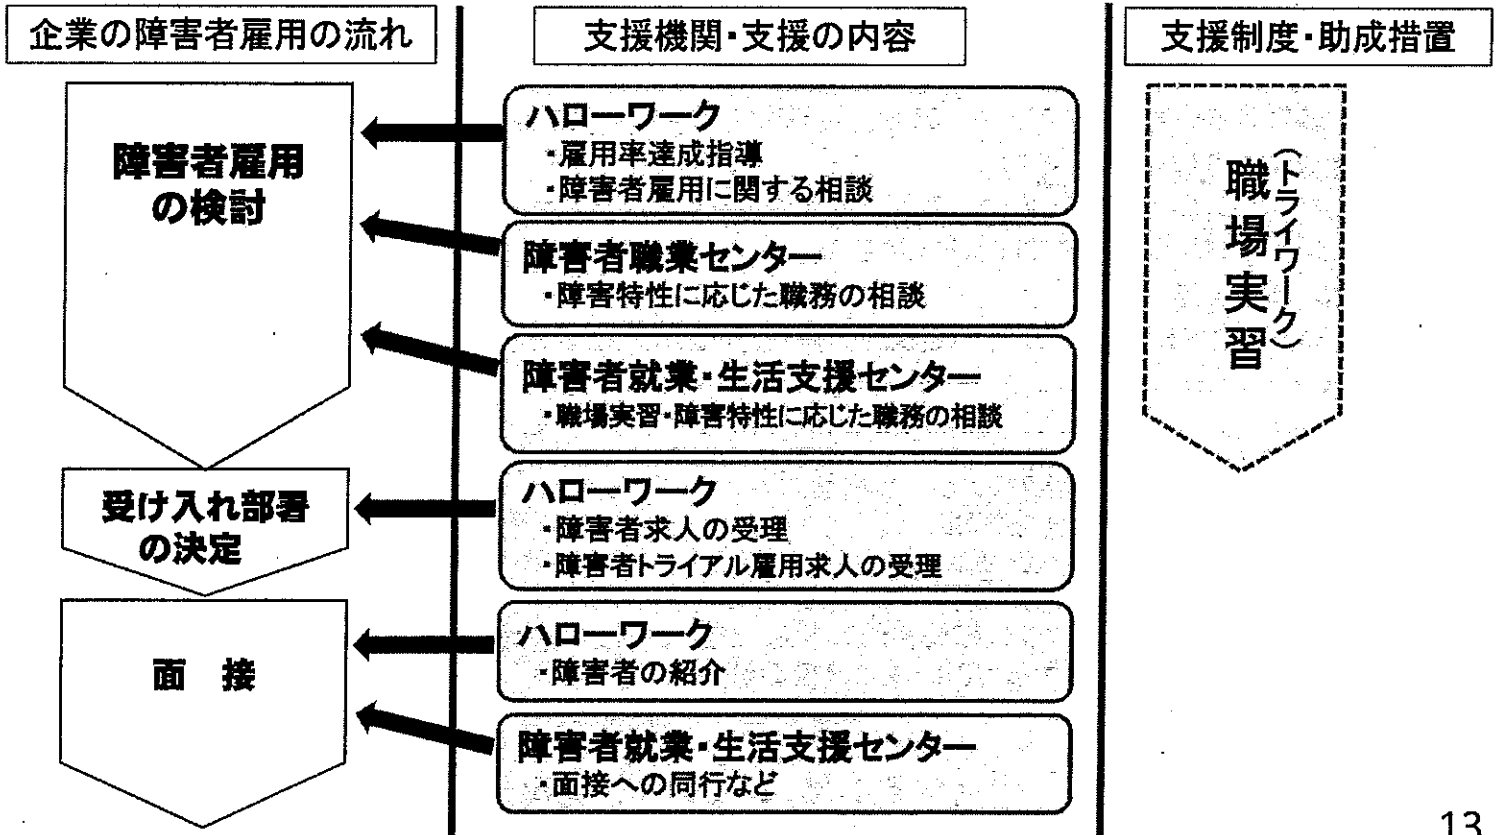 企業の障害者雇用の流れ
支援機関・支援の内容
支援制度・助成措置
障害者雇用
の検討
ハローワーク
・雇用率達成指導
・障害者雇用に関する相談
障害者職業センター
・障害特性に応じた職務の相談
障害者就業・生活支援センター
・職場実習・障害特性に応じた職務の相談
職場実習
(トライワーク)
受け入れ部署
の決定
ハローワーク
・障害者求人の受理
・障害者トライアル雇用求人の受理
面　接
ハローワーク
・障害者の紹介
障害者就業・生活支援センター
・面接への同行など
13